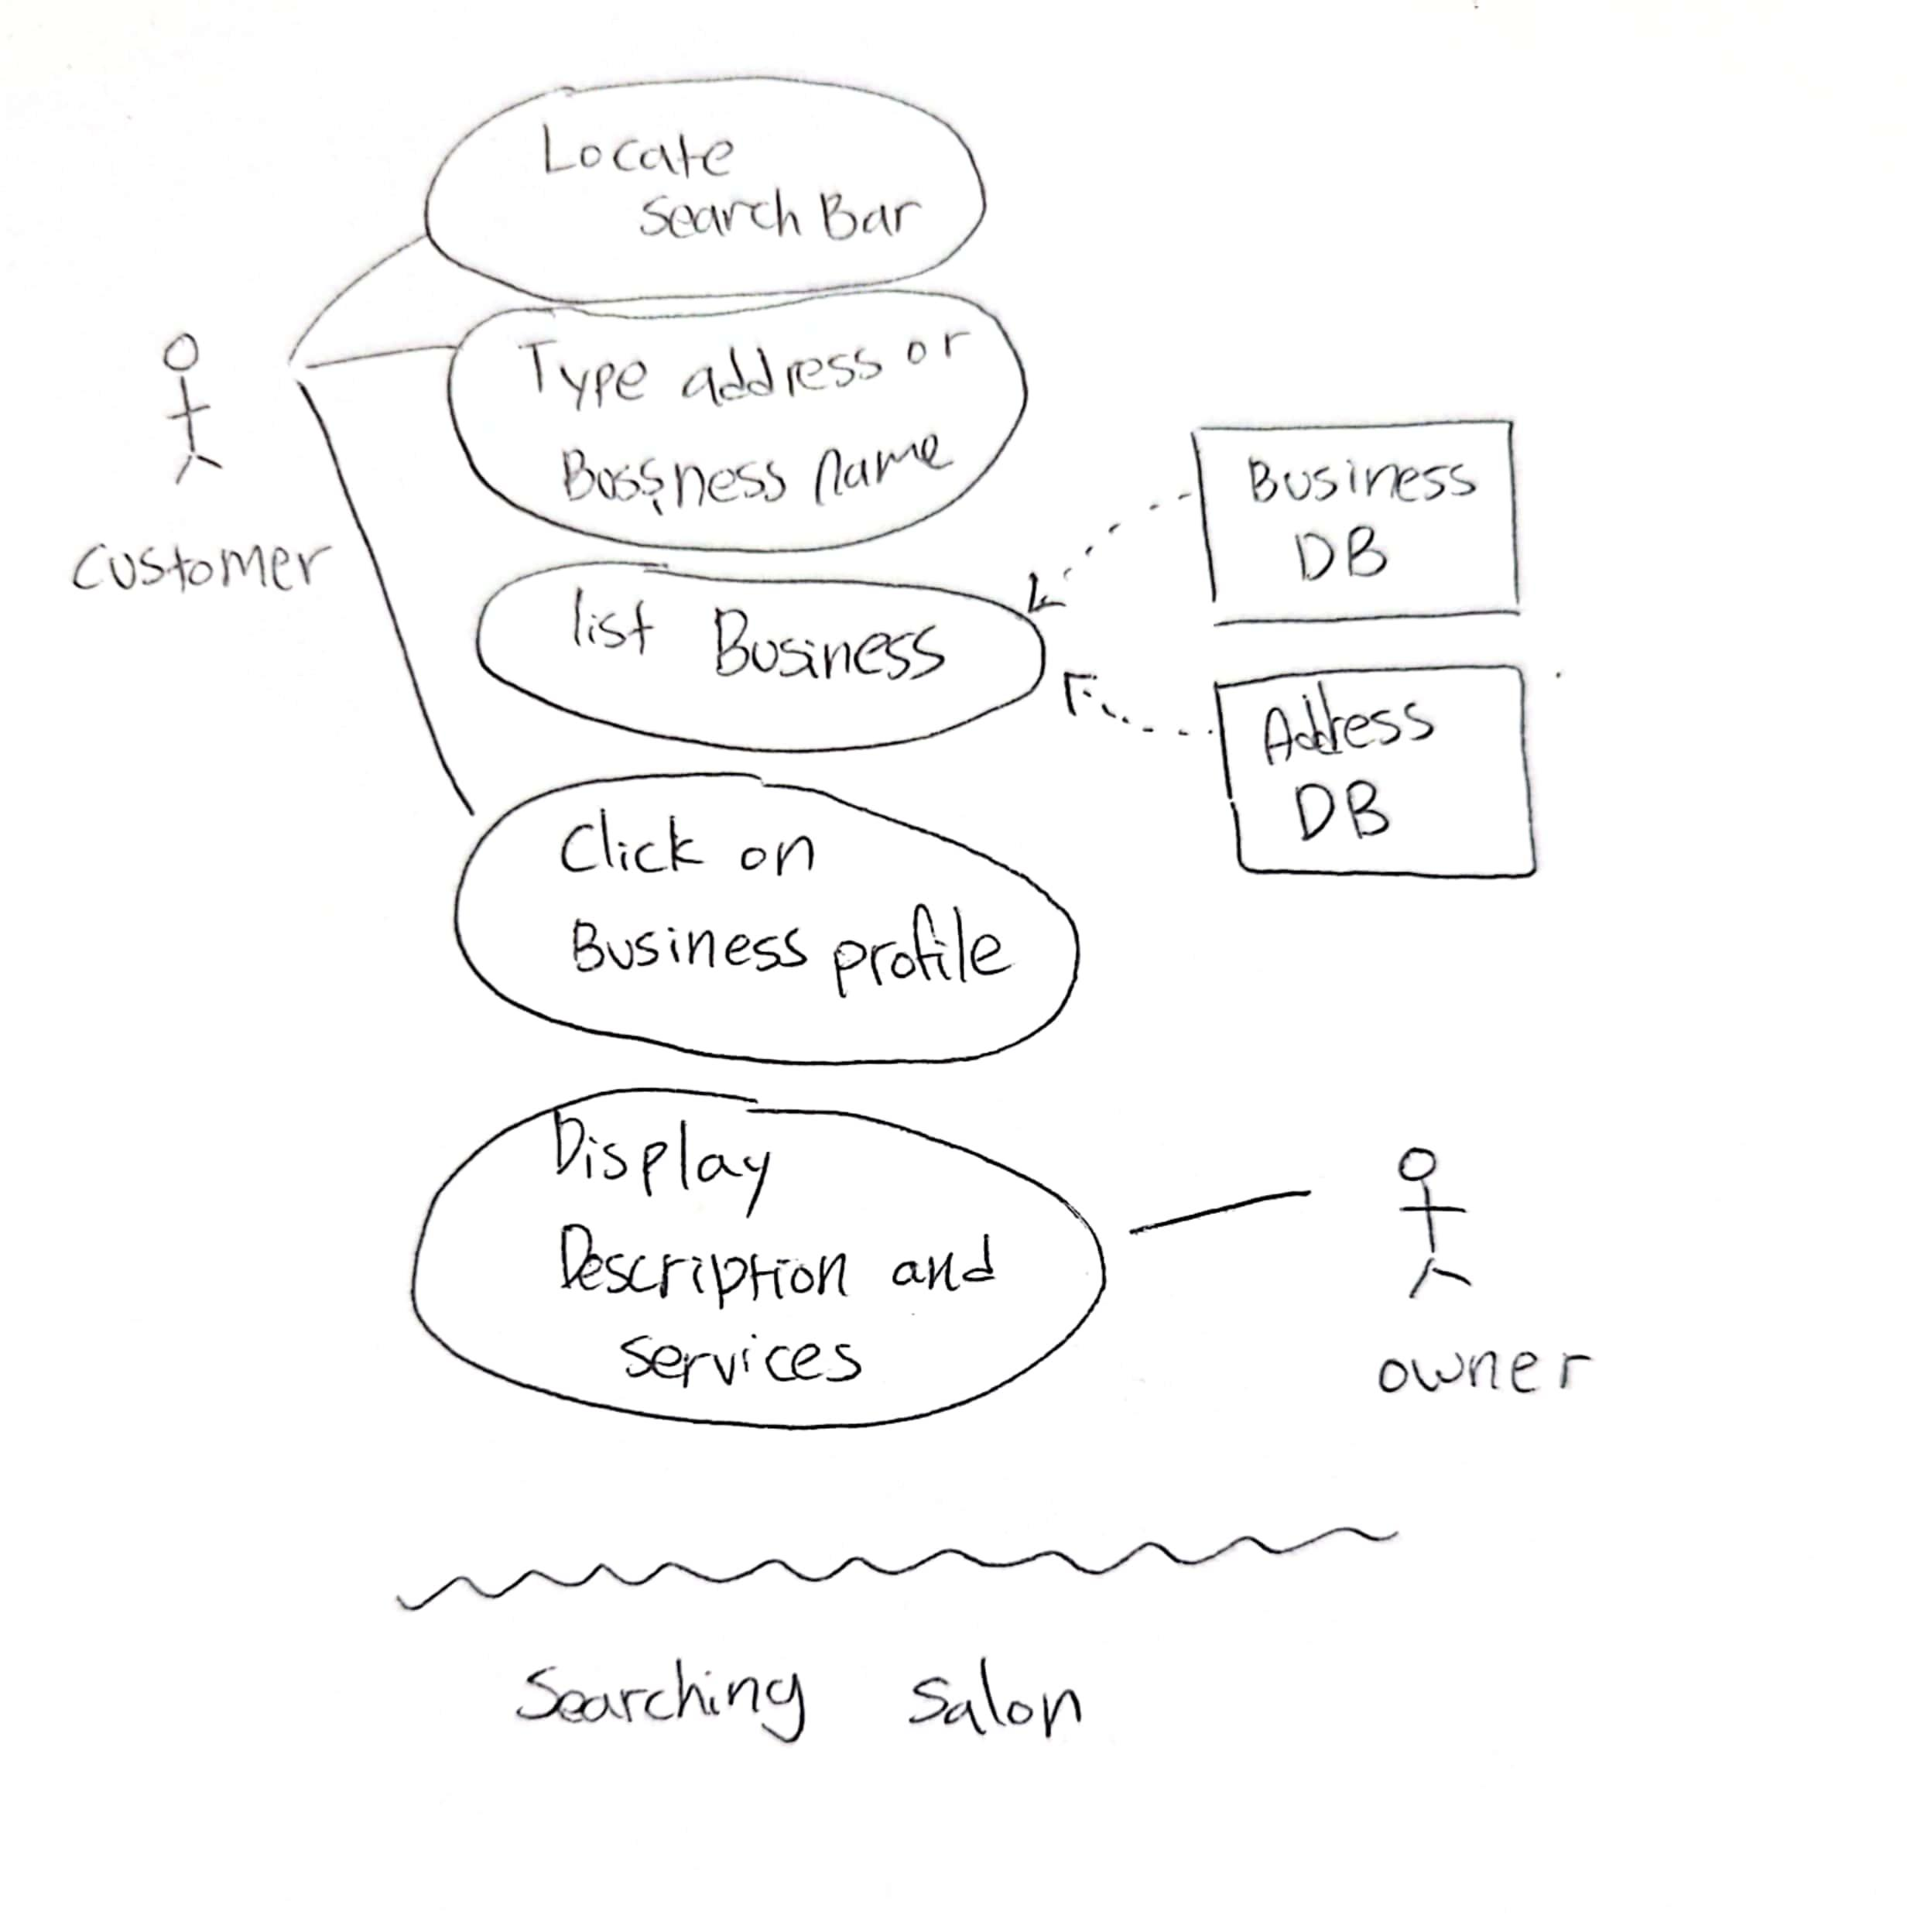 Locate
Search Bar
Type address or
Bussness name
customer
Business
DB
list Business
Address
DB
Click on
Business profile
Display
Description and
services
owner
Searching Salon